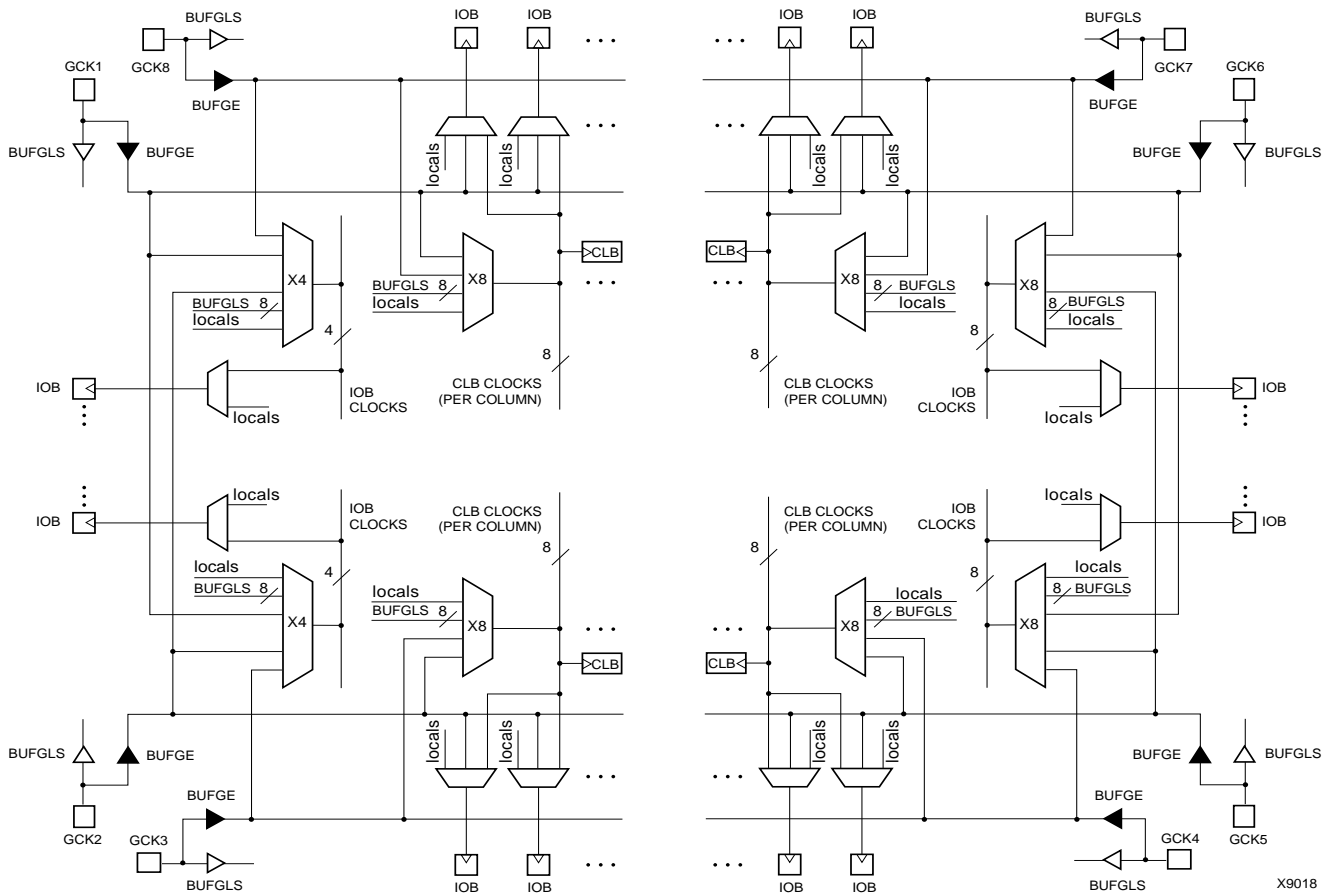 BUFGLS IOB IOB IOB IOB BUFGLS
GCK8 GCK7
GCK1 GCK6
BUFGE BUFGE
BUFGLS BUFGE BUFGE BUFGLS
locals locals locals locals
CLB CLB
X4 X8 X8 X8
BUFGLS 8 BUFGLS 8 8 BUFGLS 8 BUFGLS
locals locals locals locals
4 8 8 8
IOB IOB CLOCKS CLB CLOCKS (PER COLUMN) CLB CLOCKS (PER COLUMN) IOB CLOCKS IOB
locals locals
locals locals
IOB IOB CLOCKS CLB CLOCKS (PER COLUMN) CLB CLOCKS (PER COLUMN) IOB CLOCKS IOB
4 8 8 8
locals locals locals locals
BUFGLS 8 BUFGLS 8 8 BUFGLS 8 BUFGLS
X4 X8 X8 X8
CLB CLB
locals locals locals locals
BUFGLS BUFGE BUFGE BUFGLS
BUFGE BUFGE
GCK2 GCK5
GCK3 GCK4
BUFGLS IOB IOB IOB IOB BUFGLS
X9018